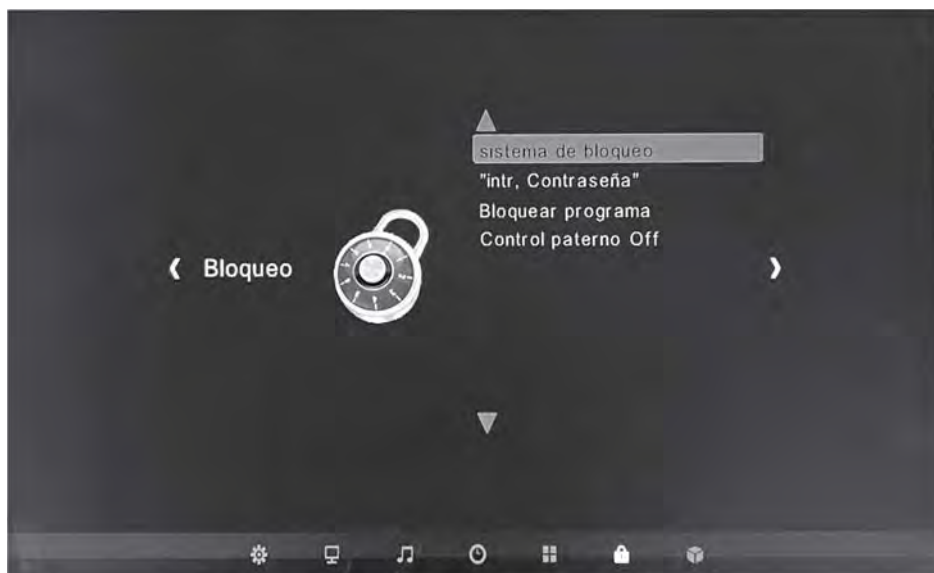 sistema de bloqueo
"intr, Contraseña"
Bloquear programa
Control paterno Off
Bloqueo